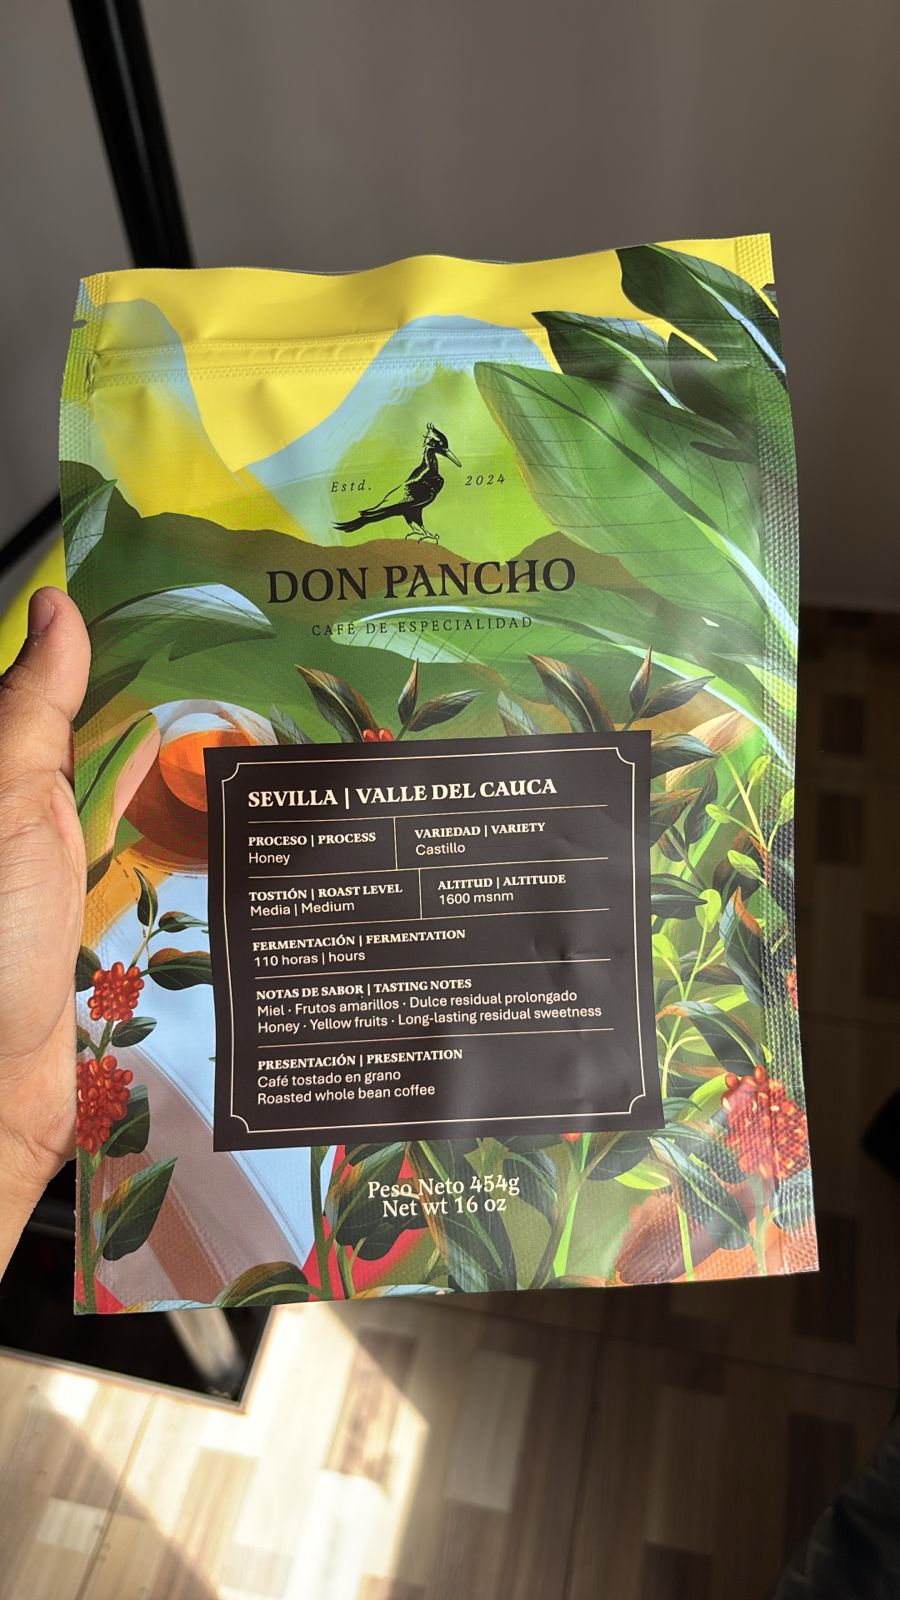 Estd. 2024
DON PANCHO
CAFÉ DE ESPECIALIDAD
SEVILLA | VALLE DEL CAUCA
PROCESO | PROCESS
Honey
VARIEDAD | VARIETY
Castillo
TOSTIÓN | ROAST LEVEL
Media | Medium
ALTITUD | ALTITUDE
1600 msnm
FERMENTACIÓN | FERMENTATION
110 horas | hours
NOTAS DE SABOR | TASTING NOTES
Miel · Frutos amarillos · Dulce residual prolongado
Honey · Yellow fruits · Long-lasting residual sweetness
PRESENTACIÓN | PRESENTATION
Café tostado en grano
Roasted whole bean coffee
Peso Neto 454g
Net wt 16 oz